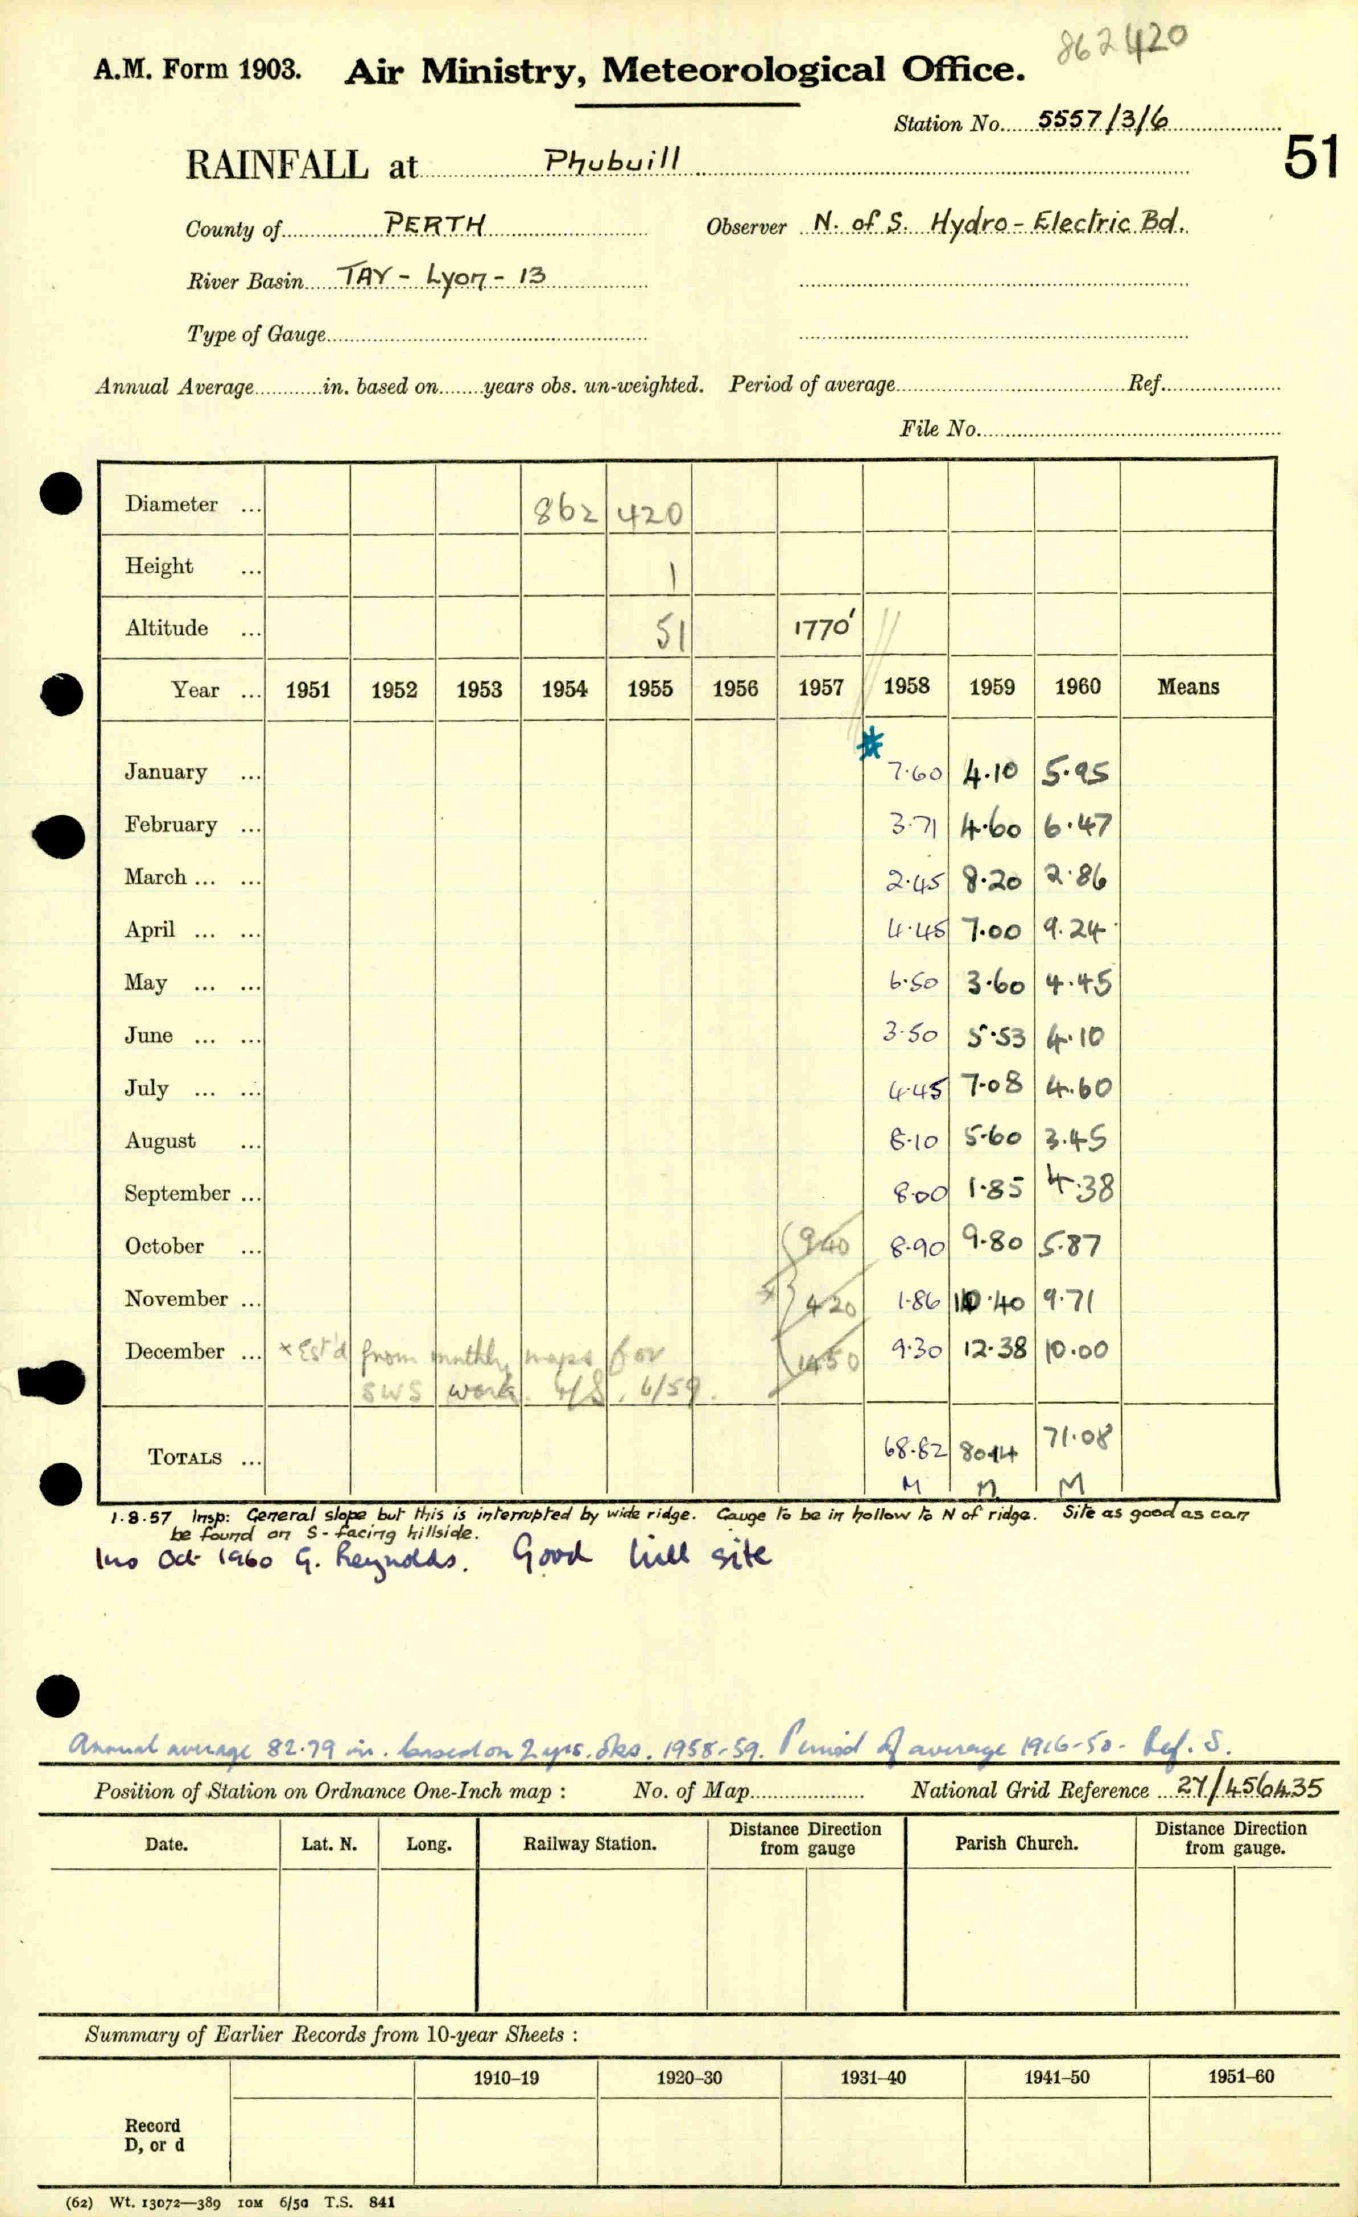 862420
A.M. Form 1903. Air Ministry, Meteorological Office.
Station No. 5557/3/6
51
RAINFALL at Phubuill
County of PERTH Observer N. of S. Hydro-Electric Bd.
River Basin TAY - Lyon - 13
Type of Gauge
Annual Average in. based on years obs. un-weighted. Period of average Ref.
File No.
Diameter ... 862 420
Height ... 1
Altitude ... 51 1770'
Year ... 1951 1952 1953 1954 1955 1956 1957 1958 1959 1960 Means
*
January ... 7.60 4.10 5.95
February ... 3.71 4.60 6.47
March ... ... 2.45 8.20 2.86
April ... ... 4.45 7.00 9.24
May ... ... 6.50 3.60 4.45
June ... ... 3.50 5.53 4.10
July ... ... 4.45 7.08 4.60
August ... 8.10 5.60 3.45
September ... 8.00 1.85 4.38
October ... 940 8.90 9.80 5.87
November ... * 420 1.86 10.40 9.71
December ... * Est'd from monthly maps for 1450 9.30 12.38 10.00
SWS work. 6/59.
TOTALS ... 68.82 80.14 71.08
M M M
1.8.57 Insp: General slope but this is interrupted by wide ridge. Gauge to be in hollow to N of ridge. Site as good as can
be found on S-facing hillside.
Ins Oct 1960 G. Reynolds. Good hill site
Annual average 82.79 in. based on 2 yrs. obs. 1958-59. Period of average 1916-50. Ref. S.
Position of Station on Ordnance One-Inch map : No. of Map National Grid Reference 27/456435
Date. Lat. N. Long. Railway Station. Distance Direction from gauge Parish Church. Distance Direction from gauge.
Summary of Earlier Records from 10-year Sheets :
1910–19 1920–30 1931–40 1941–50 1951–60
Record
D, or d
(62) Wt. 13072—389 10M 6/50 T.S. 841